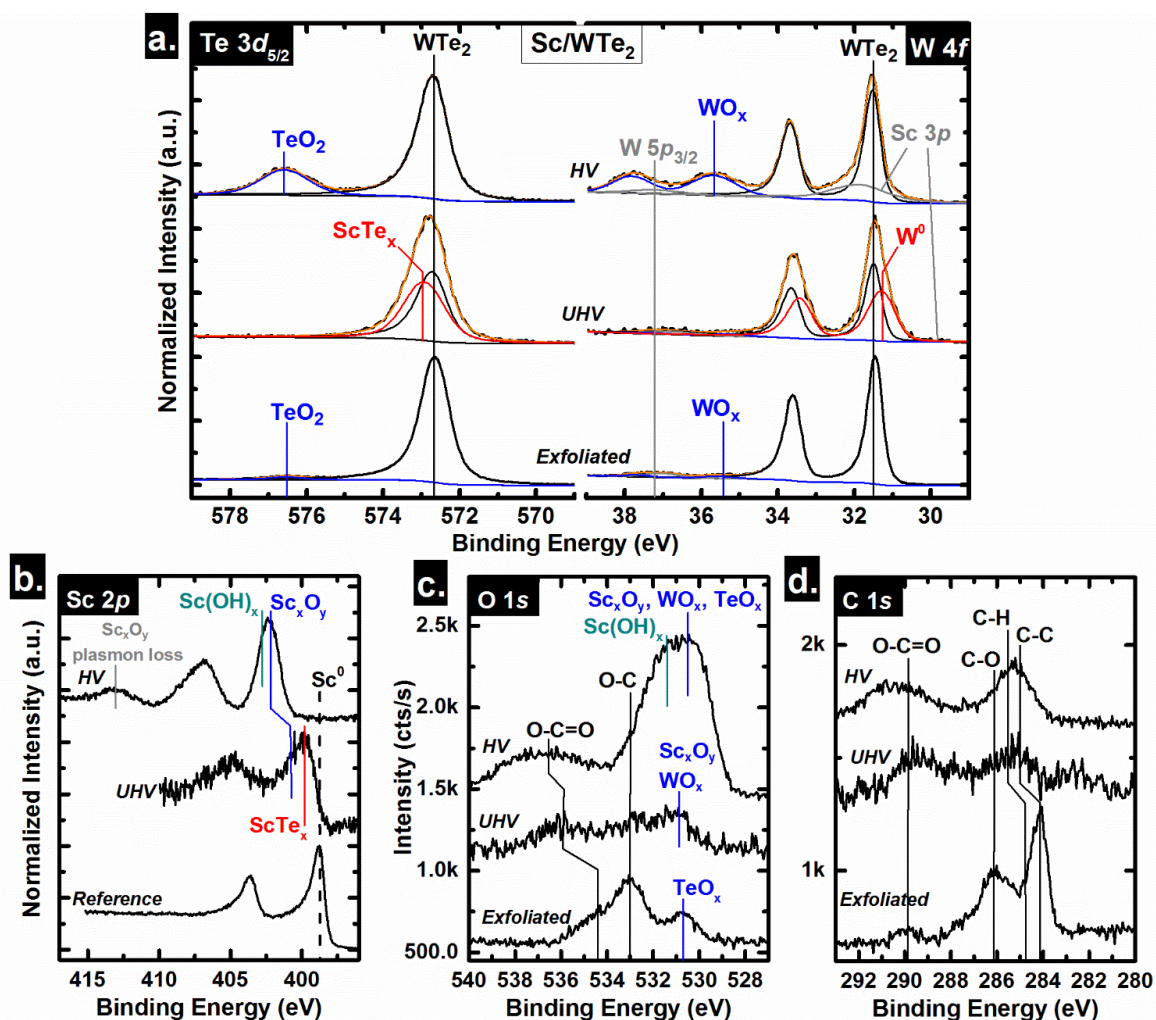 a.
Te 3d5/2
WTe2
Sc/WTe2
WTe2
W 4f
TeO2
WOx
W 5p3/2
Sc 3p
HV
ScTex
W0
UHV
TeO2
WOx
Exfoliated
Normalized Intensity (a.u.)
578 576 573 572 570 38 36 34 32 30
Binding Energy (eV)
b.
Sc 2p
Sc(OH)x
ScxOy
ScxOy
plasmon loss
HV
Sc0
UHV
ScTex
Reference
Normalized Intensity (a.u.)
415 410 405 400
Binding Energy (eV)
c.
O 1s
ScxOy, WOx, TeOx
Sc(OH)x
O-C
O-C=O
HV
ScxOy
WOx
UHV
TeOx
Exfoliated
2.5k
2.0k
1.5k
1.0k
500.0
Intensity (cts/s)
540 538 536 534 532 530 528
Binding Energy (eV)
d.
C 1s
2k
C-H
O-C=O
C-C
C-O
HV
UHV
1k
Exfoliated
292 290 288 286 284 282 280
Binding Energy (eV)